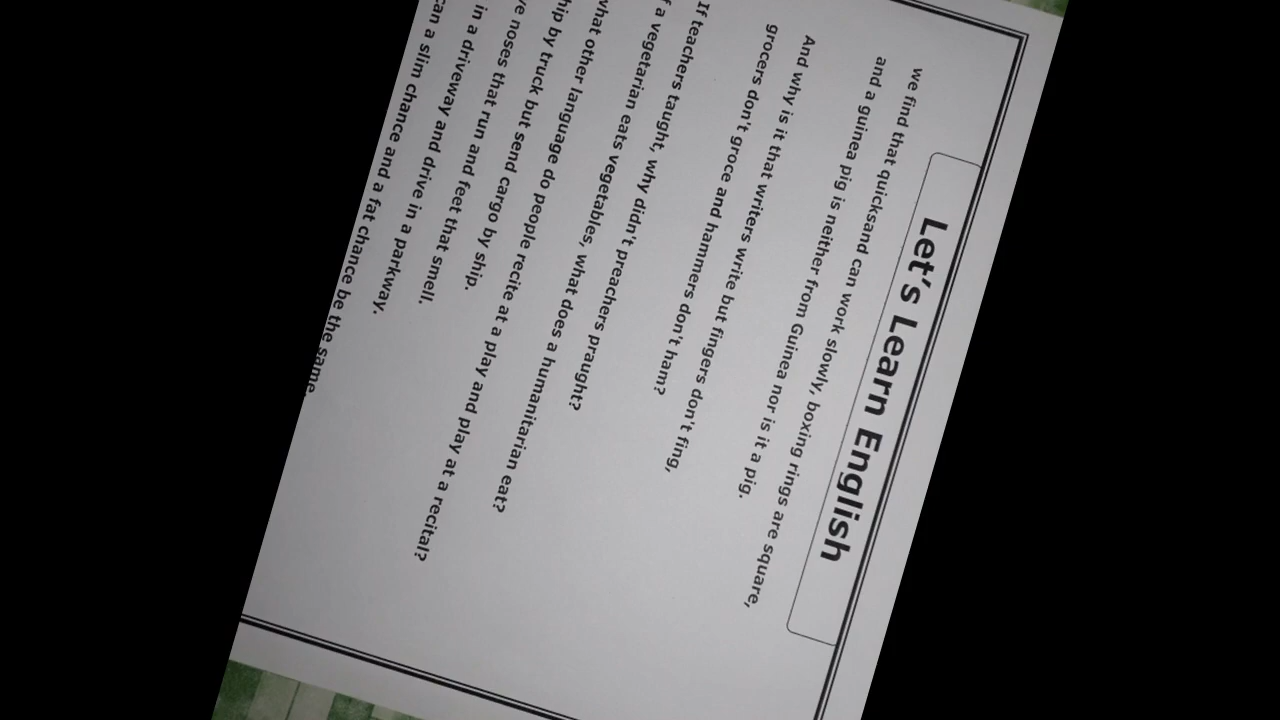 Let's Learn English
we find that quicksand can work slowly, boxing rings are square,
and a guinea pig is neither from Guinea nor is it a pig.
And why is it that writers write but fingers don't fing,
grocers don't groce and hammers don't ham?
If teachers taught, why didn't preachers praught?
a vegetarian eats vegetables, what does a humanitarian eat?
what other language do people recite at a play and play at a recital?
by truck but send cargo by ship.
noses that run and feet that smell.
in a driveway and drive in a parkway.
can a slim chance and a fat chance be the same,